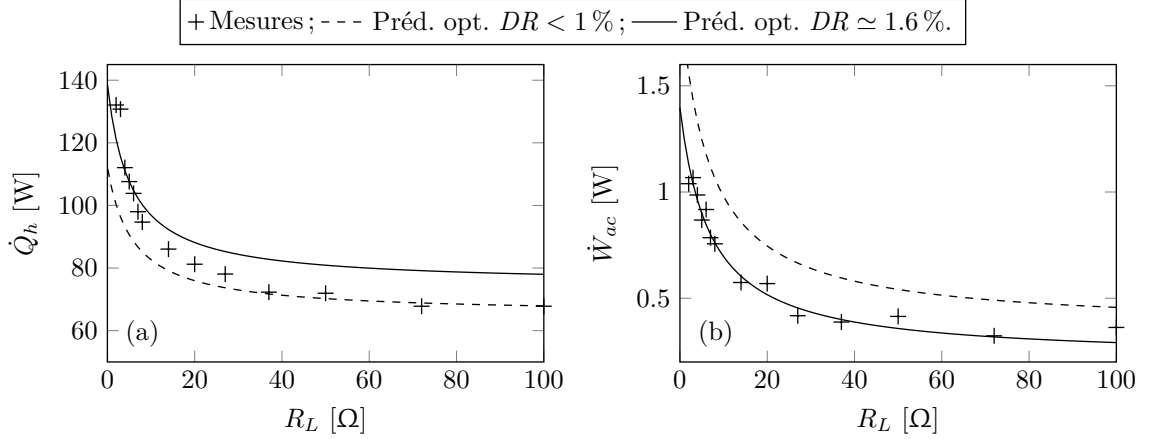 Mesures ; Préd. opt. DR < 1 % ; Préd. opt. DR ≃ 1.6 %.
140
120
100
80
60
Q̇h [W]
(a)
0 20 40 60 80 100
RL [Ω]
1.5
1
0.5
Ẇac [W]
(b)
0 20 40 60 80 100
RL [Ω]